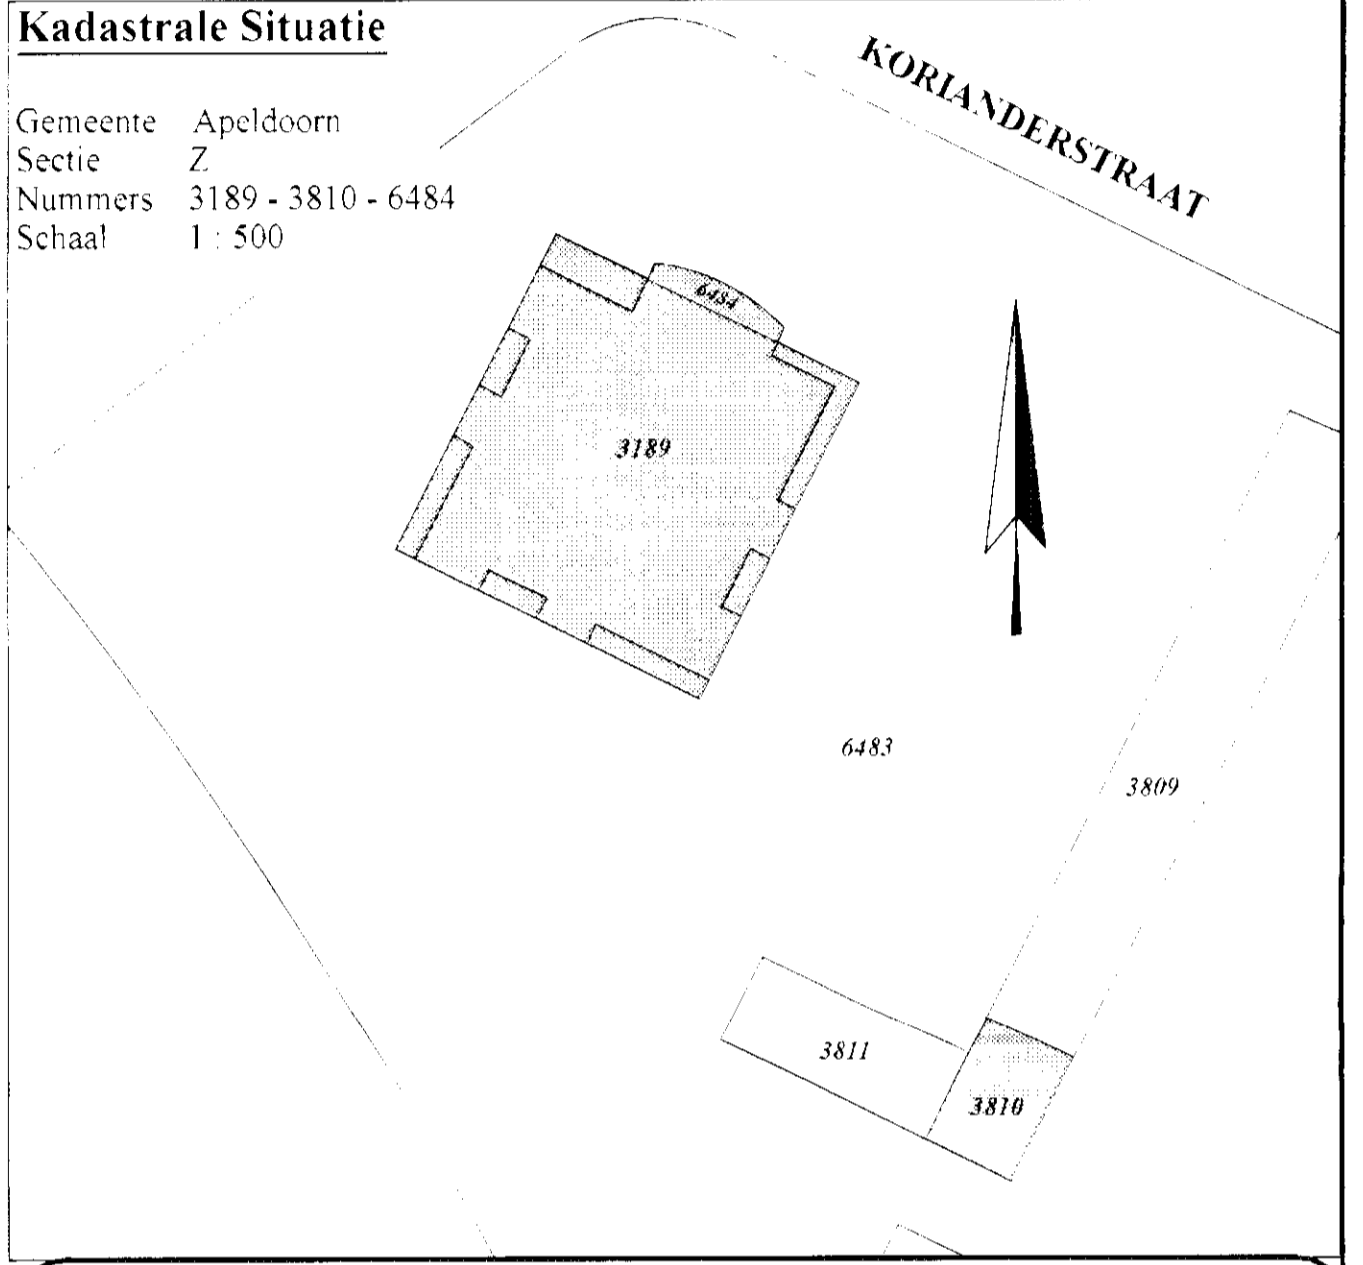 Kadastrale Situatie
Gemeente Apeldoorn
Sectie Z
Nummers 3189 - 3810 - 6484
Schaal 1 : 500
KORIANDERSTRAAT
6484
3189
6483
3809
3811
3810